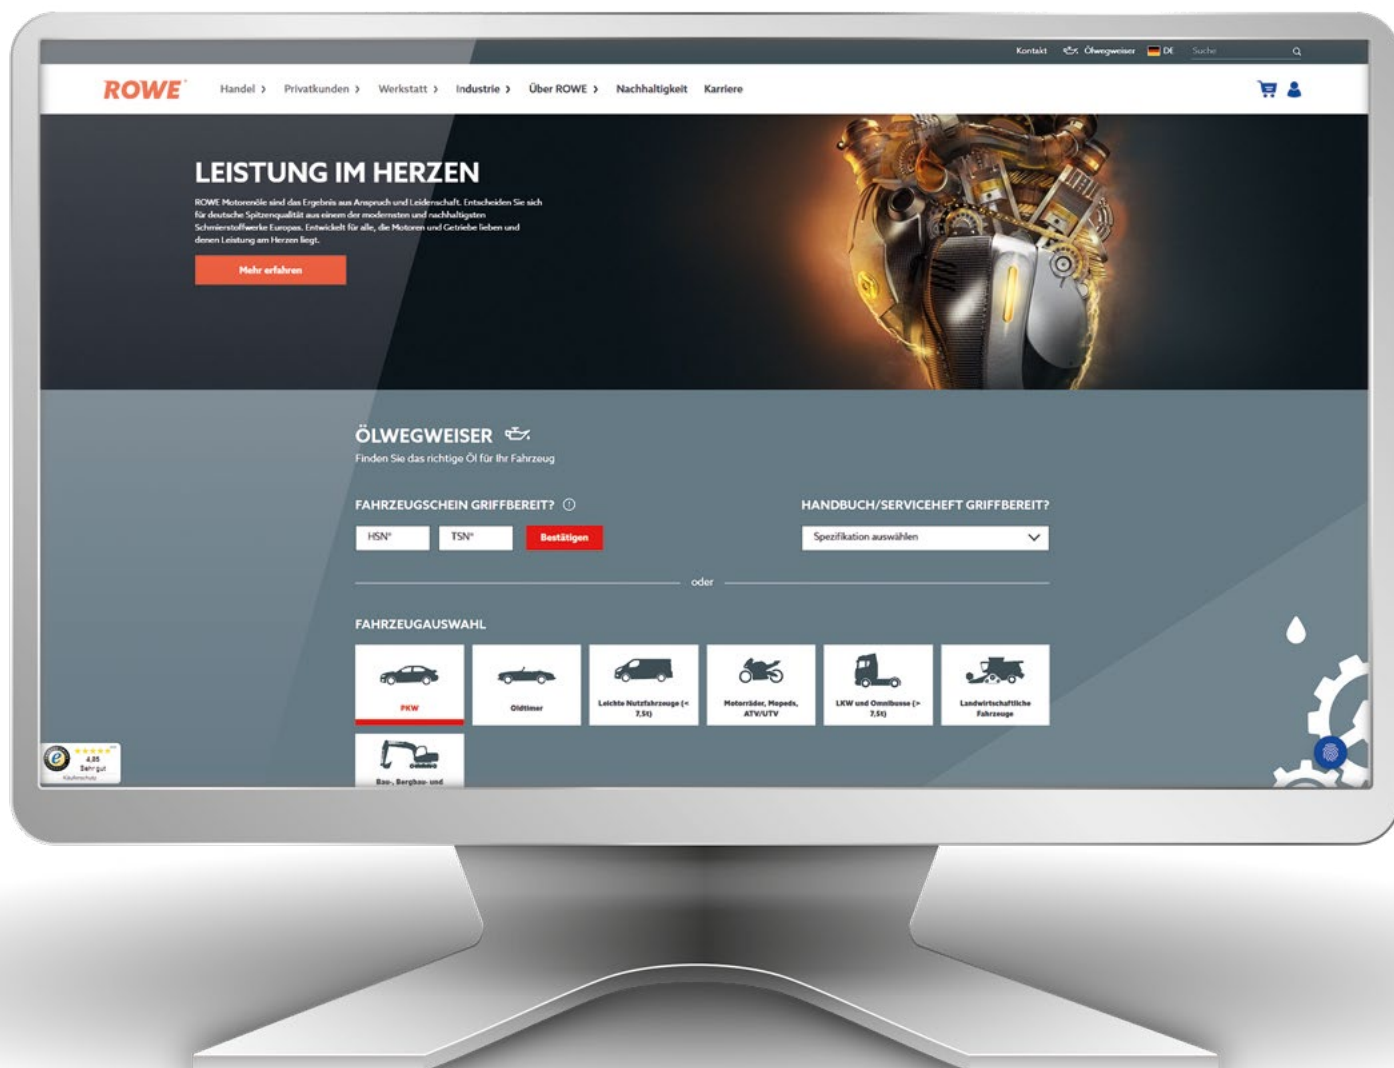 Kontakt Ölwegweiser DE Suche
ROWE Handel Privatkunden Werkstatt Industrie Über ROWE Nachhaltigkeit Karriere
LEISTUNG IM HERZEN
ROWE Motorenöle sind das Ergebnis aus Anspruch und Leidenschaft. Entscheiden Sie sich
für deutsche Spitzenqualität aus einem der modernsten und nachhaltigsten
Schmierstoffwerke Europas. Entwickelt für alle, die Motoren und Getriebe lieben und
denen Leistung am Herzen liegt.
Mehr erfahren
ÖLWEGWEISER
Finden Sie das richtige Öl für Ihr Fahrzeug
FAHRZEUGSCHEIN GRIFFBEREIT?
HSN* TSN* Bestätigen
HANDBUCH/SERVICEHEFT GRIFFBEREIT?
Spezifikation auswählen
oder
FAHRZEUGAUSWAHL
PKW
Oldtimer
Leichte Nutzfahrzeuge (<
7,5t)
Motorräder, Mopeds,
ATV/UTV
LKW und Omnibusse (>
7,5t)
Landwirtschaftliche
Fahrzeuge
Bau-, Bergbau- und
4,85
Sehr gut
Käuferschutz